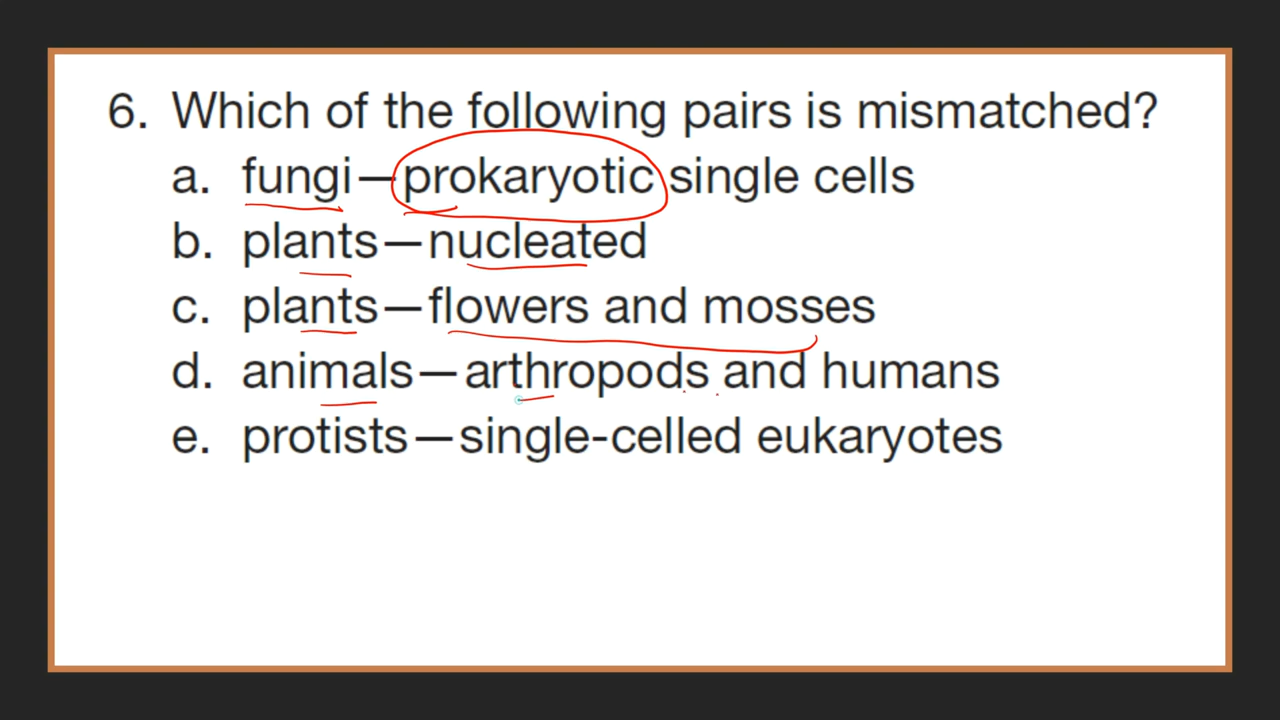 6. Which of the following pairs is mismatched?
a. fungi—prokaryotic single cells
b. plants—nucleated
c. plants—flowers and mosses
d. animals—arthropods and humans
e. protists—single-celled eukaryotes